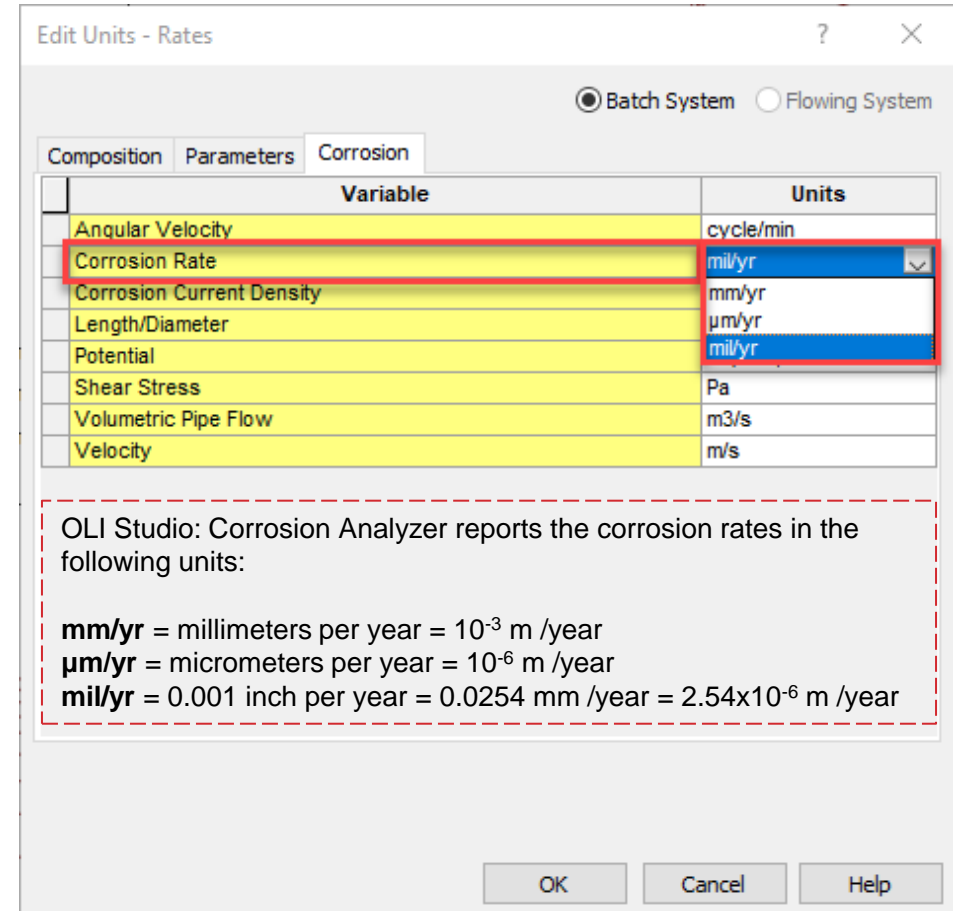 Edit Units - Rates ? ×
Batch System Flowing System
Composition Parameters Corrosion
Variable Units
Angular Velocity cycle/min
Corrosion Rate mil/yr
Corrosion Current Density mm/yr
Length/Diameter µm/yr
Potential mil/yr
Shear Stress Pa
Volumetric Pipe Flow m3/s
Velocity m/s
OLI Studio: Corrosion Analyzer reports the corrosion rates in the
following units:
mm/yr = millimeters per year = 10⁻³ m /year
µm/yr = micrometers per year = 10⁻⁶ m /year
mil/yr = 0.001 inch per year = 0.0254 mm /year = 2.54x10⁻⁶ m /year
OK Cancel Help